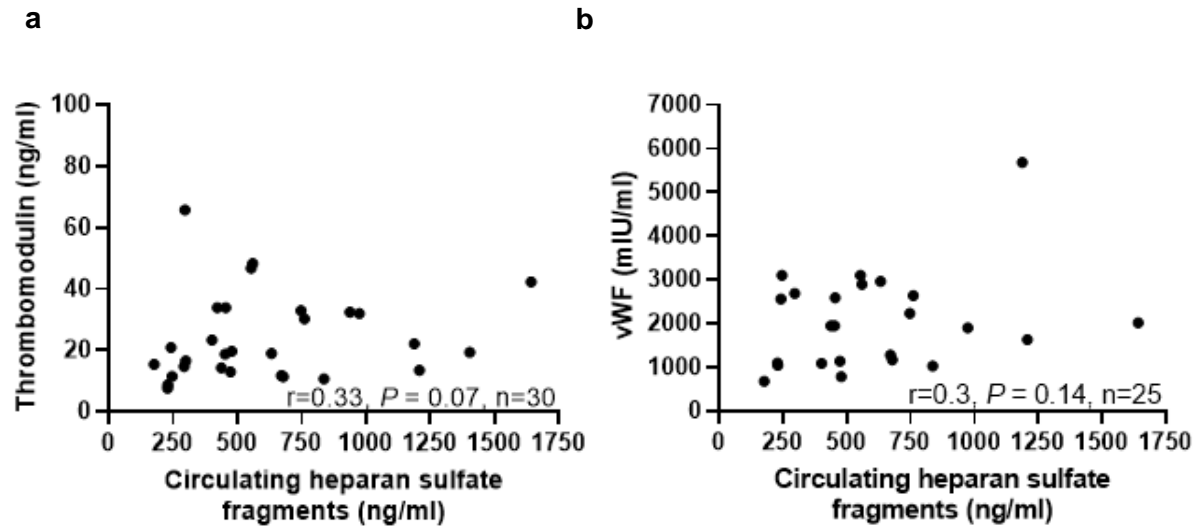 a
b
Thrombomodulin (ng/ml)
100
80
60
40
20
0
r=0.33, P = 0.07, n=30
0 250 500 750 1000 1250 1500 1750
Circulating heparan sulfate
fragments (ng/ml)
vWF (mIU/ml)
7000
6000
5000
4000
3000
2000
1000
0
r=0.3, P = 0.14, n=25
0 250 500 750 1000 1250 1500 1750
Circulating heparan sulfate
fragments (ng/ml)